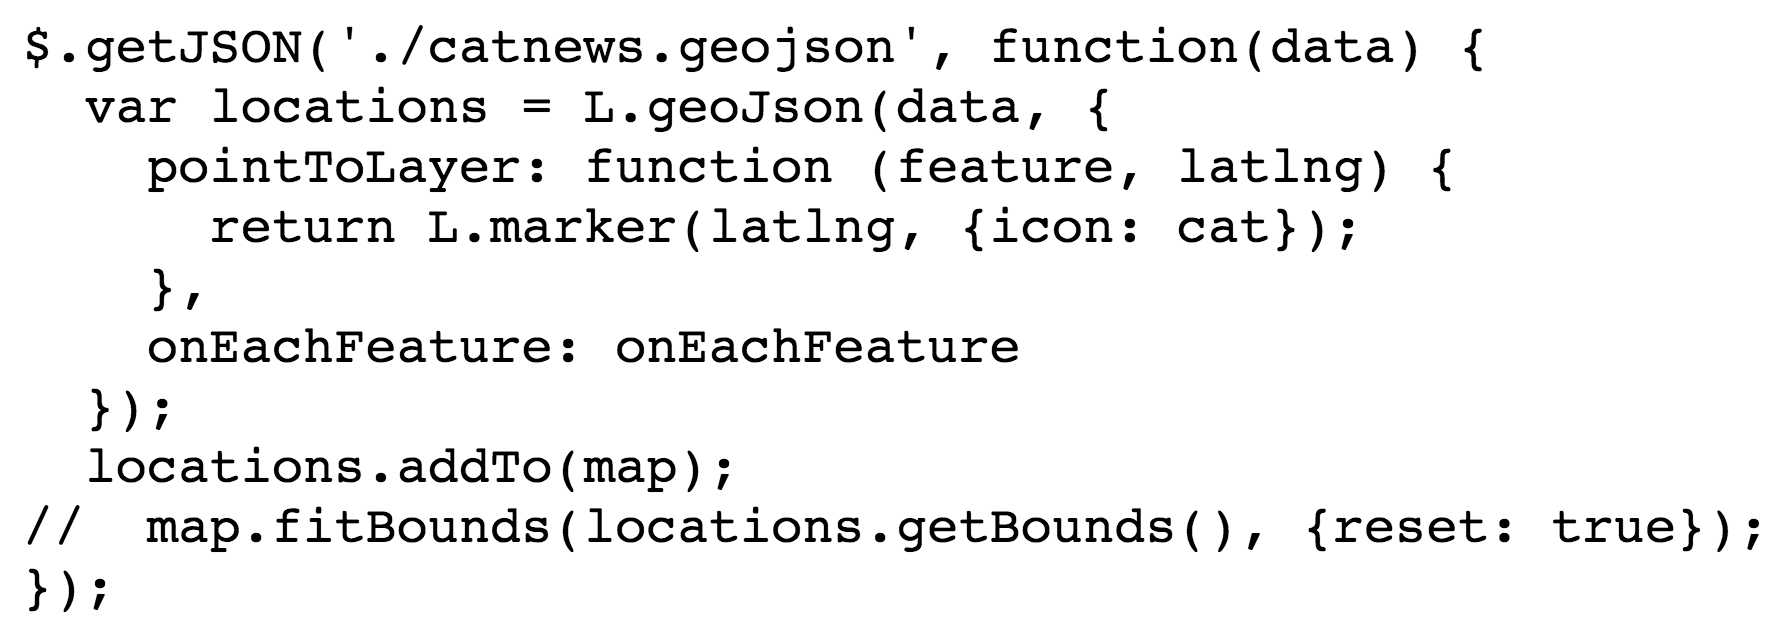 $.getJSON('./catnews.geojson', function(data) {
  var locations = L.geoJson(data, {
    pointToLayer: function (feature, latlng) {
      return L.marker(latlng, {icon: cat});
    },
    onEachFeature: onEachFeature
  });
  locations.addTo(map);
//  map.fitBounds(locations.getBounds(), {reset: true});
});